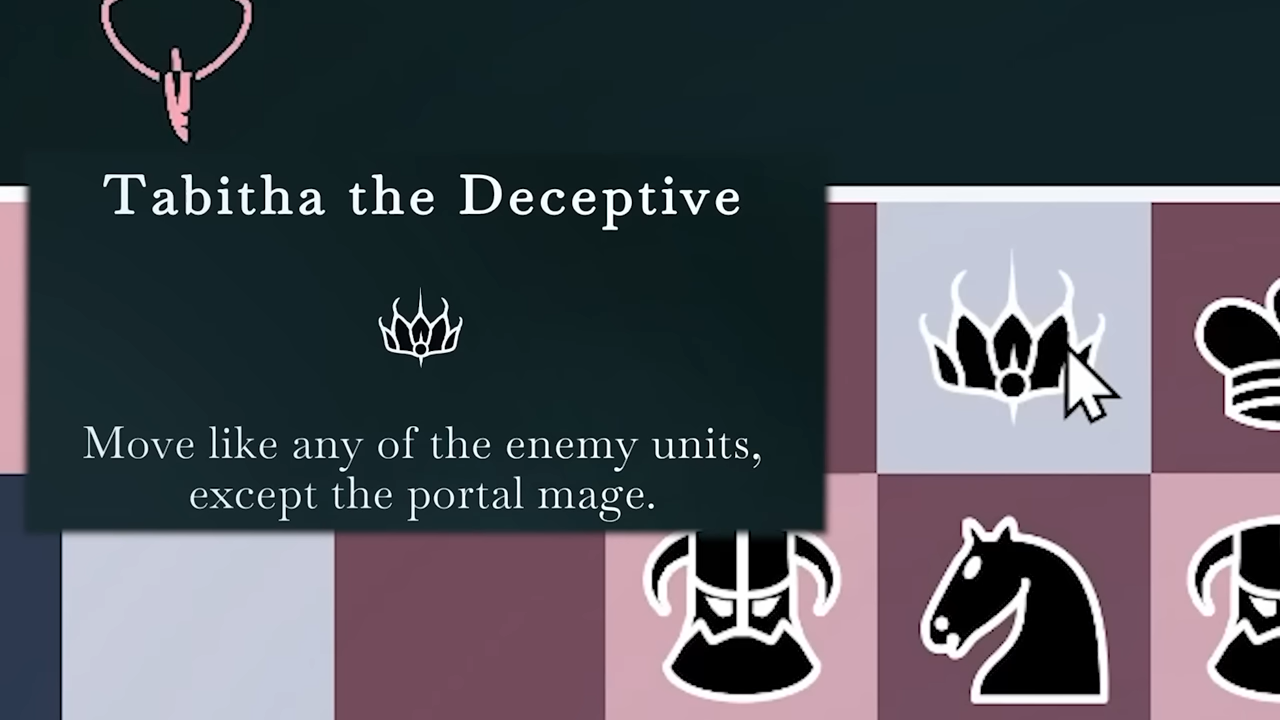 Tabitha the Deceptive
Move like any of the enemy units,
except the portal mage.